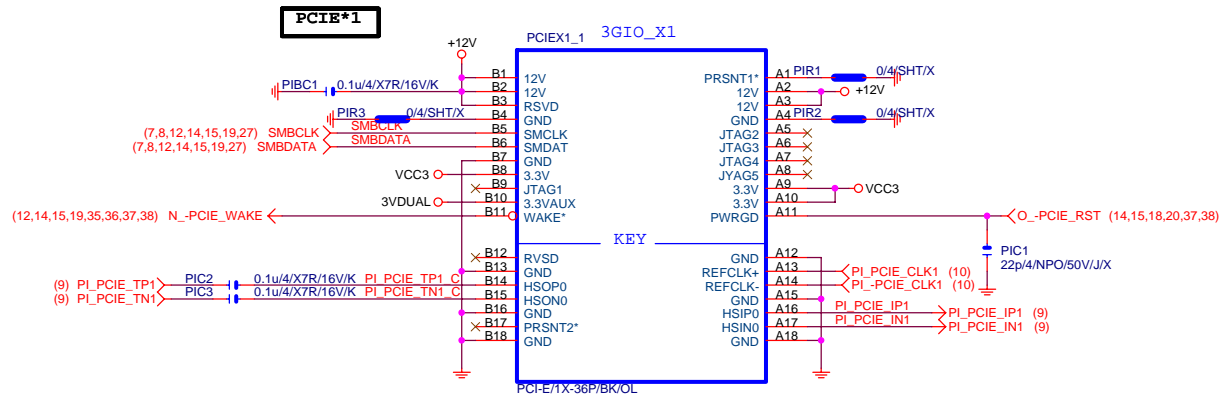 PCIE*1
PCIEX1_1 3GIO_X1
+12V
PIBC1 0.1u/4/X7R/16V/K
B1 12V
B2 12V
B3 RSVD
PIR3 0/4/SHT/X
B4 GND
(7,8,12,14,15,19,27) SMBCLK SMBCLK B5 SMCLK
(7,8,12,14,15,19,27) SMBDATA SMBDATA B6 SMDAT
B7 GND
VCC3 B8 3.3V
B9 JTAG1
3VDUAL B10 3.3VAUX
(12,14,15,19,35,36,37,38) N_-PCIE_WAKE B11 WAKE*
KEY
B12 RVSD
B13 GND
(9) PI_PCIE_TP1 PIC2 0.1u/4/X7R/16V/K PI_PCIE_TP1_C B14 HSOP0
(9) PI_PCIE_TN1 PIC3 0.1u/4/X7R/16V/K PI_PCIE_TN1_C B15 HSON0
B16 GND
B17 PRSNT2*
B18 GND
PRSNT1* A1 PIR1 0/4/SHT/X
12V A2 +12V
12V A3
GND A4 PIR2 0/4/SHT/X
JTAG2 A5
JTAG3 A6
JTAG4 A7
JYAG5 A8
3.3V A9 VCC3
3.3V A10
PWRGD A11 O_-PCIE_RST (14,15,18,20,37,38)
PIC1
22p/4/NPO/50V/J/X
GND A12
REFCLK+ A13 PI_PCIE_CLK1 (10)
REFCLK- A14 PI_-PCIE_CLK1 (10)
GND A15
HSIP0 A16 PI_PCIE_IP1 PI_PCIE_IP1 (9)
HSIN0 A17 PI_PCIE_IN1 PI_PCIE_IN1 (9)
GND A18
PCI-E/1X-36P/BK/OL